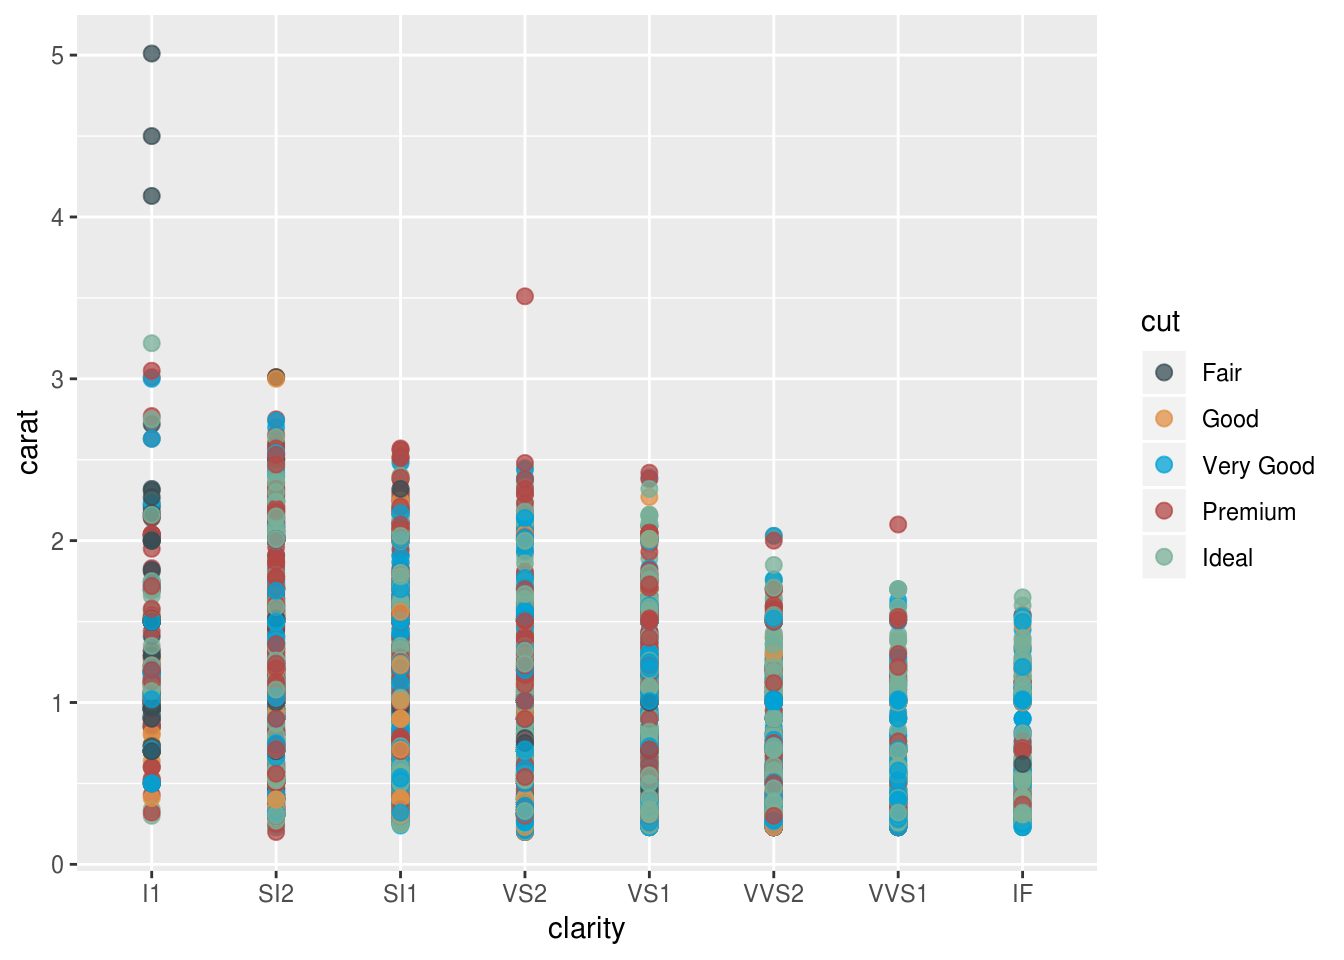 5
4
3
2
1
0
carat
I1 SI2 SI1 VS2 VS1 VVS2 VVS1 IF
clarity
cut
Fair
Good
Very Good
Premium
Ideal